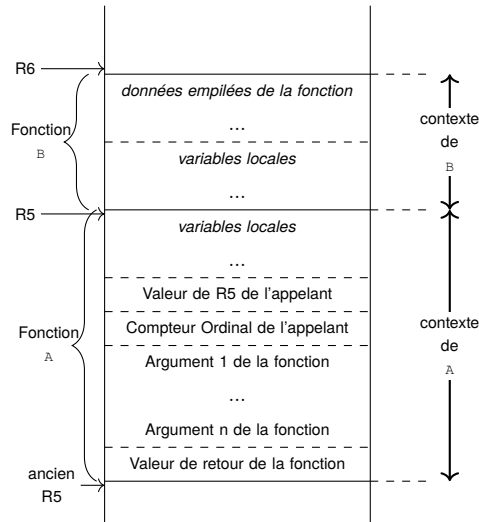 R6
données empilées de la fonction
...
Fonction
B
variables locales
...
contexte
de
B
R5
variables locales
...
Valeur de R5 de l'appelant
Compteur Ordinal de l'appelant
Fonction
A
Argument 1 de la fonction
...
Argument n de la fonction
Valeur de retour de la fonction
contexte
de
A
ancien
R5